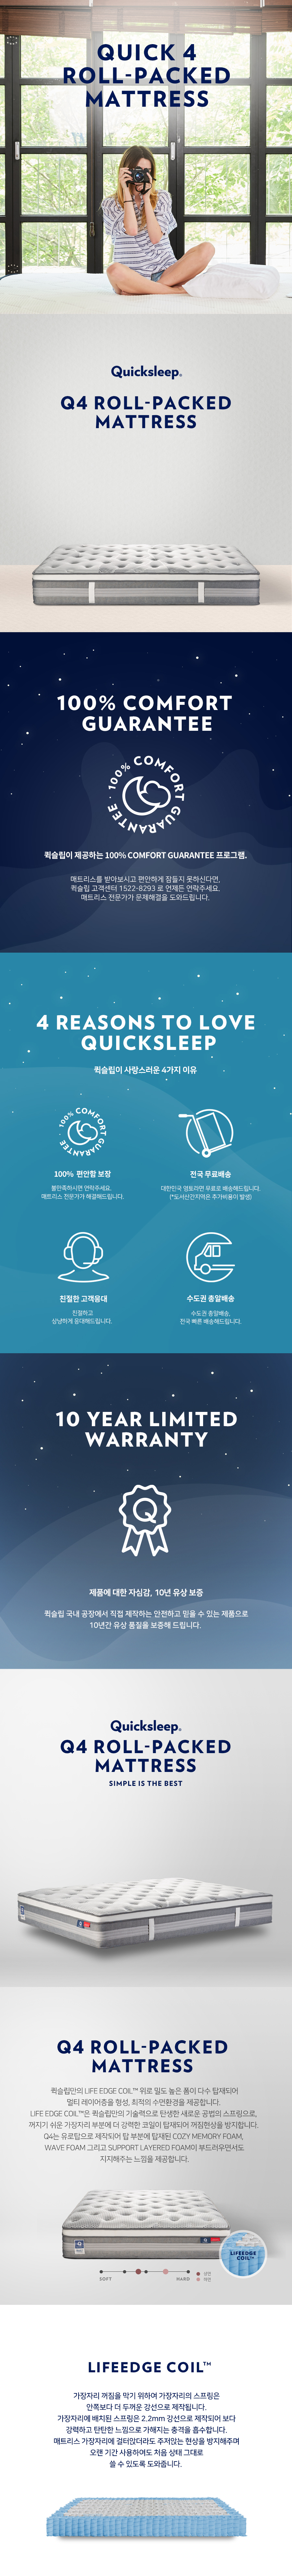 QUICK 4
ROLL-PACKED
MATTRESS
Quicksleep.
Q4 ROLL-PACKED
MATTRESS
100% COMFORT
GUARANTEE
100% COMFORT GUARANTEE
퀵슬립이 제공하는 100% COMFORT GUARANTEE 프로그램.
매트리스를 받아보시고 편안하게 잠들지 못하신다면,
퀵슬립 고객센터 1522-8293 로 언제든 연락주세요.
매트리스 전문가가 문제해결을 도와드립니다.
4 REASONS TO LOVE
QUICKSLEEP
퀵슬립이 사랑스러운 4가지 이유
100% COMFORT GUARANTEE
100% 편안함 보장
불만족하시면 연락주세요.
매트리스 전문가가 해결해드립니다.
전국 무료배송
대한민국 영토라면 무료로 배송해드립니다.
(*도서산간지역은 추가비용이 발생)
친절한 고객응대
친절하고
상냥하게 응대해드립니다.
수도권 총알배송
수도권 총알배송,
전국 빠른 배송해드립니다.
10 YEAR LIMITED
WARRANTY
Q
제품에 대한 자심감, 10년 유상 보증
퀵슬립 국내 공장에서 직접 제작하는 안전하고 믿을 수 있는 제품으로
10년간 유상 품질을 보증해 드립니다.
Quicksleep.
Q4 ROLL-PACKED
MATTRESS
SIMPLE IS THE BEST
Q4 ROLL-PACKED
MATTRESS
퀵슬립만의 LIFE EDGE COIL™ 위로 밀도 높은 폼이 다수 탑재되어
멀티 레이어층을 형성, 최적의 수면환경을 제공합니다.
LIFE EDGE COIL™은 퀵슬립만의 기술력으로 탄생한 새로운 공법의 스프링으로,
꺼지기 쉬운 가장자리 부분에 더 강력한 코일이 탑재되어 꺼짐현상을 방지합니다.
Q4는 유로탑으로 제작되어 탑 부분에 탑재된 COZY MEMORY FOAM,
WAVE FOAM 그리고 SUPPORT LAYERED FOAM이 부드러우면서도
지지해주는 느낌을 제공합니다.
LIFEEDGE
COIL™
SOFT
HARD
LIFEEDGE COIL™
가장자리 꺼짐을 막기 위하여 가장자리의 스프링은
안쪽보다 더 두꺼운 강선으로 제작됩니다.
가장자리에 배치된 스프링은 2.2mm 강선으로 제작되어 보다
강력하고 탄탄한 느낌으로 가해지는 충격을 흡수합니다.
매트리스 가장자리에 걸터앉더라도 주저앉는 현상을 방지해주며
오랜 기간 사용하여도 처음 상태 그대로
쓸 수 있도록 도와줍니다.